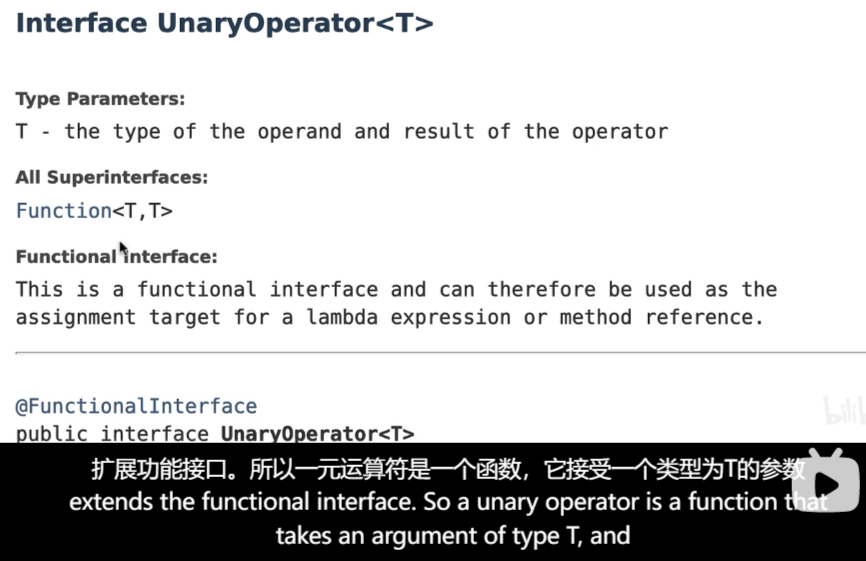 Interface UnaryOperator<T>
Type Parameters:
T - the type of the operand and result of the operator
All Superinterfaces:
Function<T,T>
Functional Interface:
This is a functional interface and can therefore be used as the
assignment target for a lambda expression or method reference.
@FunctionalInterface
public interface UnaryOperator<T>
扩展功能接口。所以一元运算符是一个函数，它接受一个类型为T的参数
extends the functional interface. So a unary operator is a function that
takes an argument of type T, and